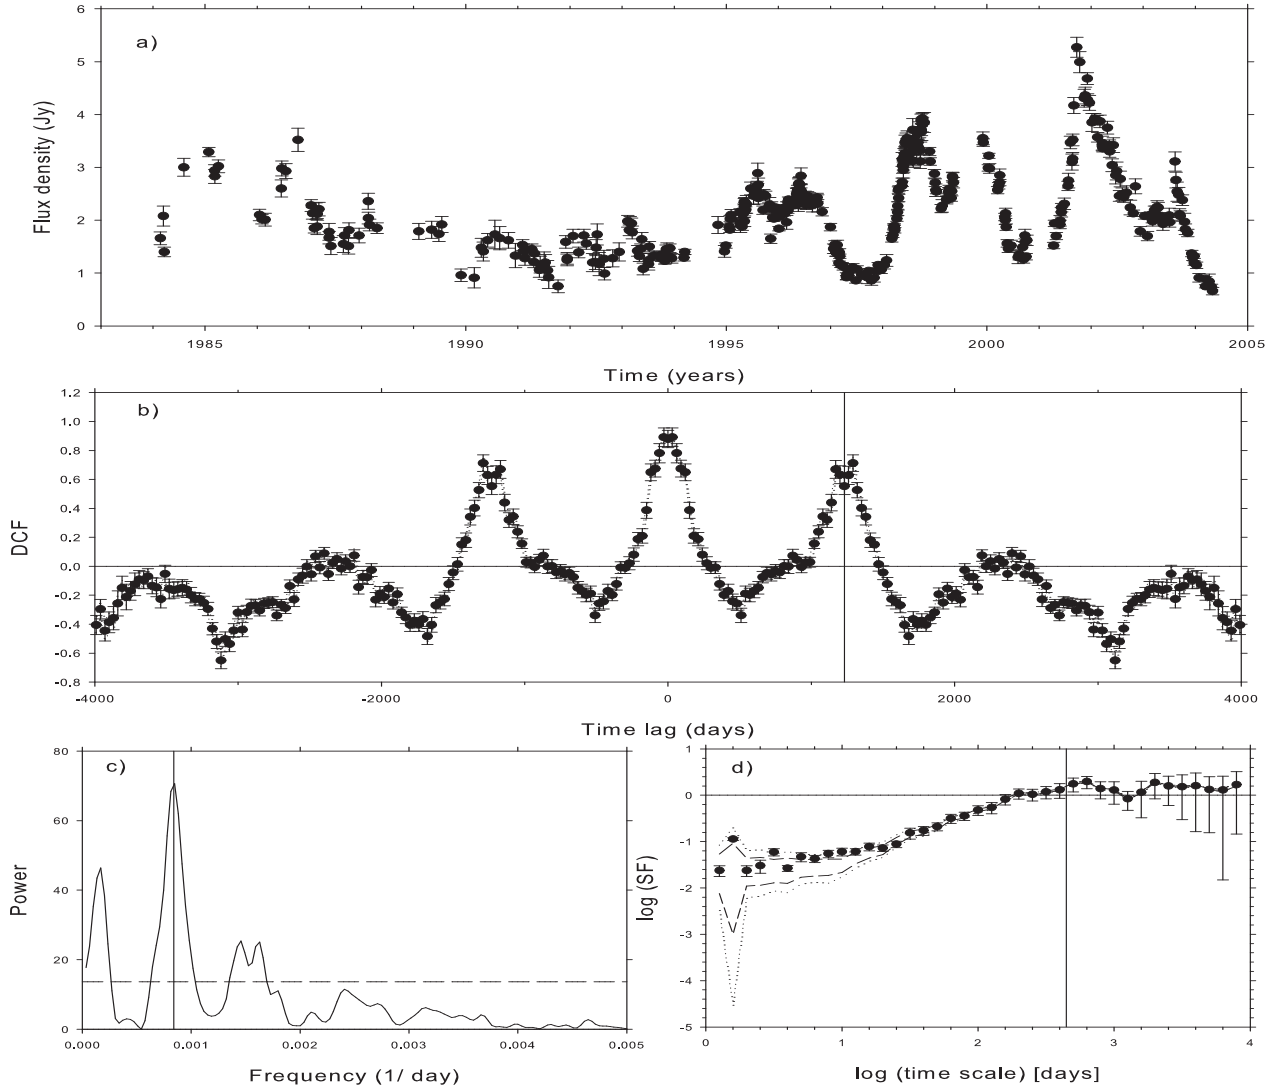 a)
6
5
4
3
2
1
0
Flux density (Jy)
1985 1990 1995 2000 2005
Time (years)
b)
1.2
1.0
0.8
0.6
0.4
0.2
0.0
-0.2
-0.4
-0.6
-0.8
DCF
-4000 -2000 0 2000 4000
Time lag (days)
c)
80
60
40
20
0
Power
0.000 0.001 0.002 0.003 0.004 0.005
Frequency (1/ day)
d)
1
0
-1
-2
-3
-4
-5
log (SF)
0 1 2 3 4
log (time scale) [days]